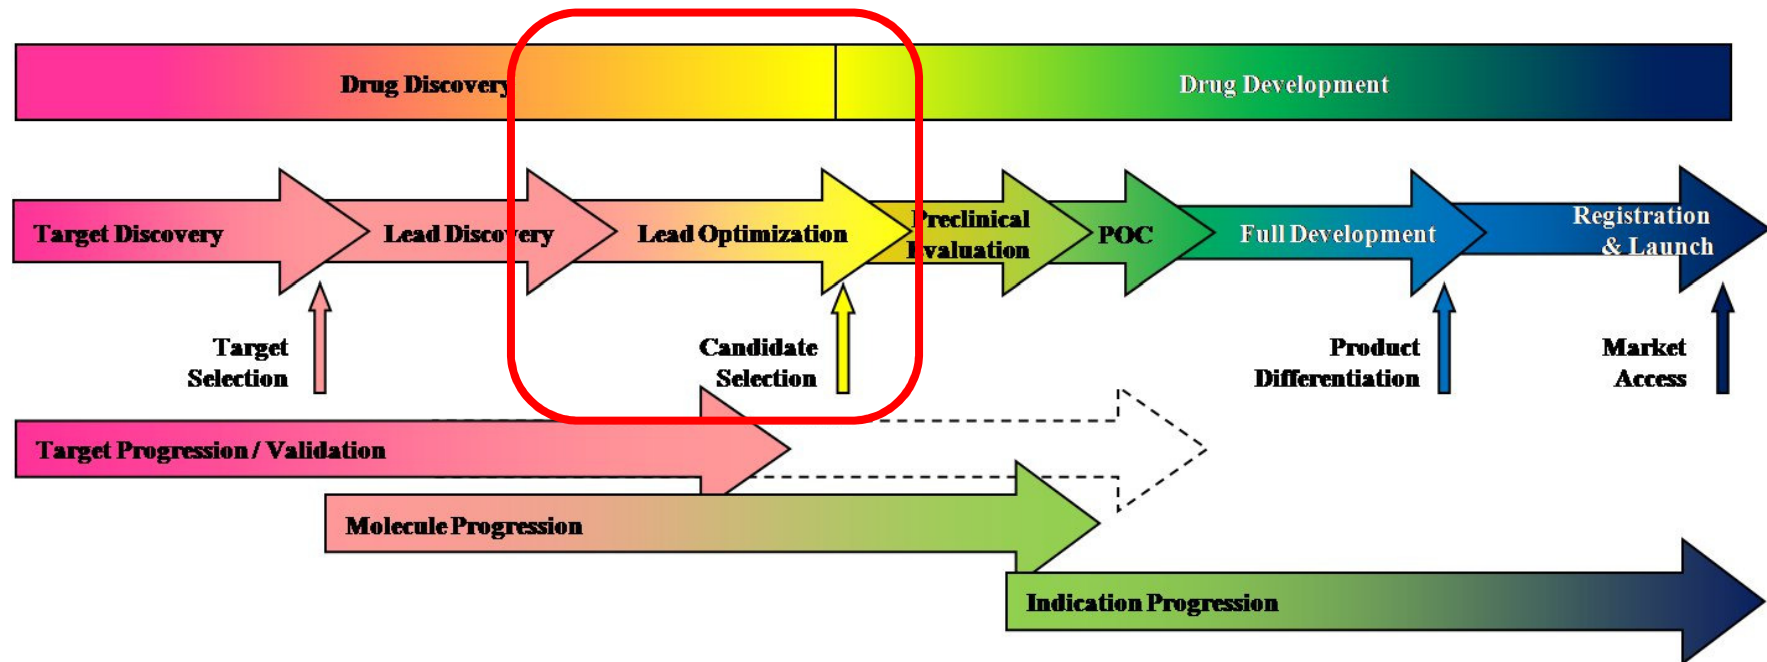 Drug Discovery
Drug Development
Target Discovery
Lead Discovery
Lead Optimization
Preclinical
Evaluation
POC
Full Development
Registration
& Launch
Target
Selection
Candidate
Selection
Product
Differentiation
Market
Access
Target Progression / Validation
Molecule Progression
Indication Progression